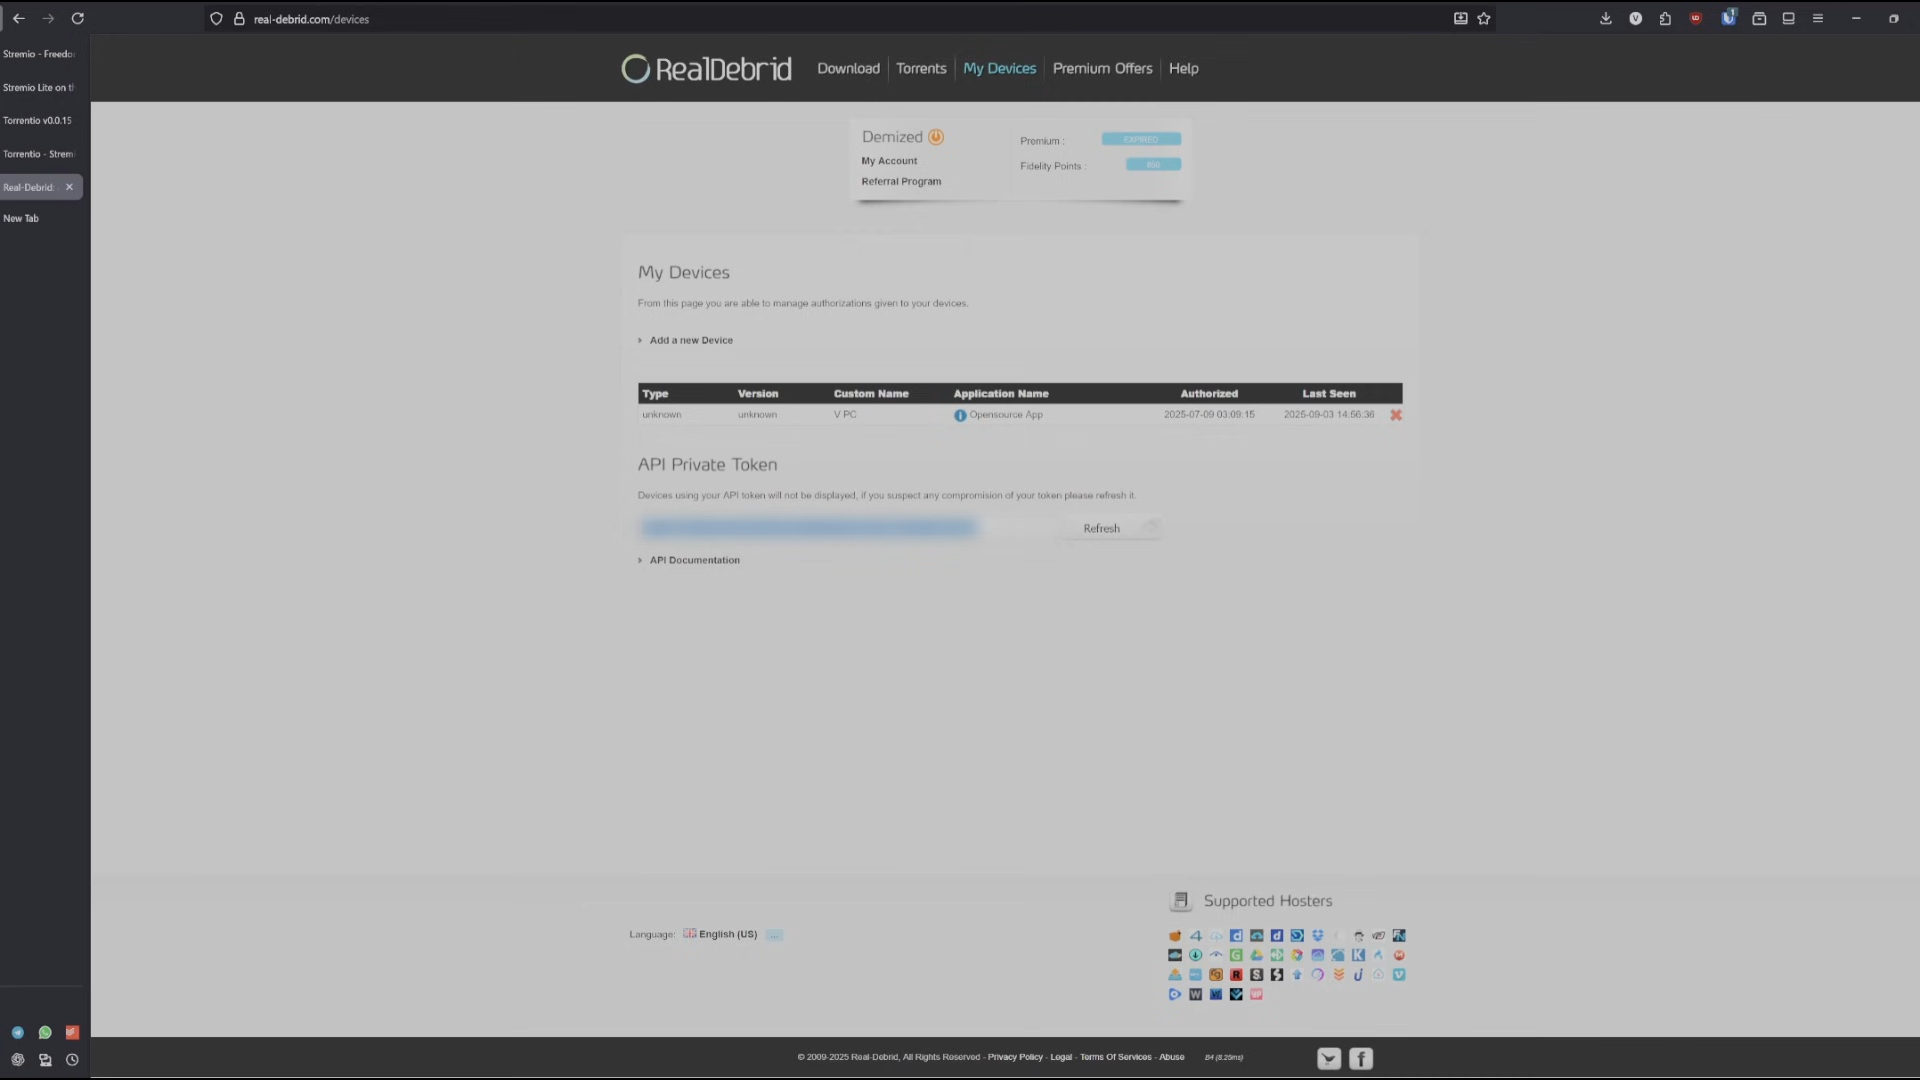 real-debrid.com/devices
Stremio - Freedo
Stremio Lite on th
Torrentio v0.0.15
Torrentio - Strem
Real-Debrid:
New Tab
RealDebrid
Download
Torrents
My Devices
Premium Offers
Help
Demized
My Account
Referral Program
Premium :
EXPIRED
Fidelity Points :
My Devices
From this page you are able to manage authorizations given to your devices.
Add a new Device
Type Version Custom Name Application Name Authorized Last Seen
unknown unknown V PC Opensource App 2025-07-09 03:09:15 2025-09-03 14:56:36
API Private Token
Devices using your API token will not be displayed, if you suspect any compromision of your token please refresh it.
Refresh
API Documentation
Supported Hosters
Language: English (US) ...
© 2009-2025 Real-Debrid, All Rights Reserved - Privacy Policy - Legal - Terms Of Services - Abuse